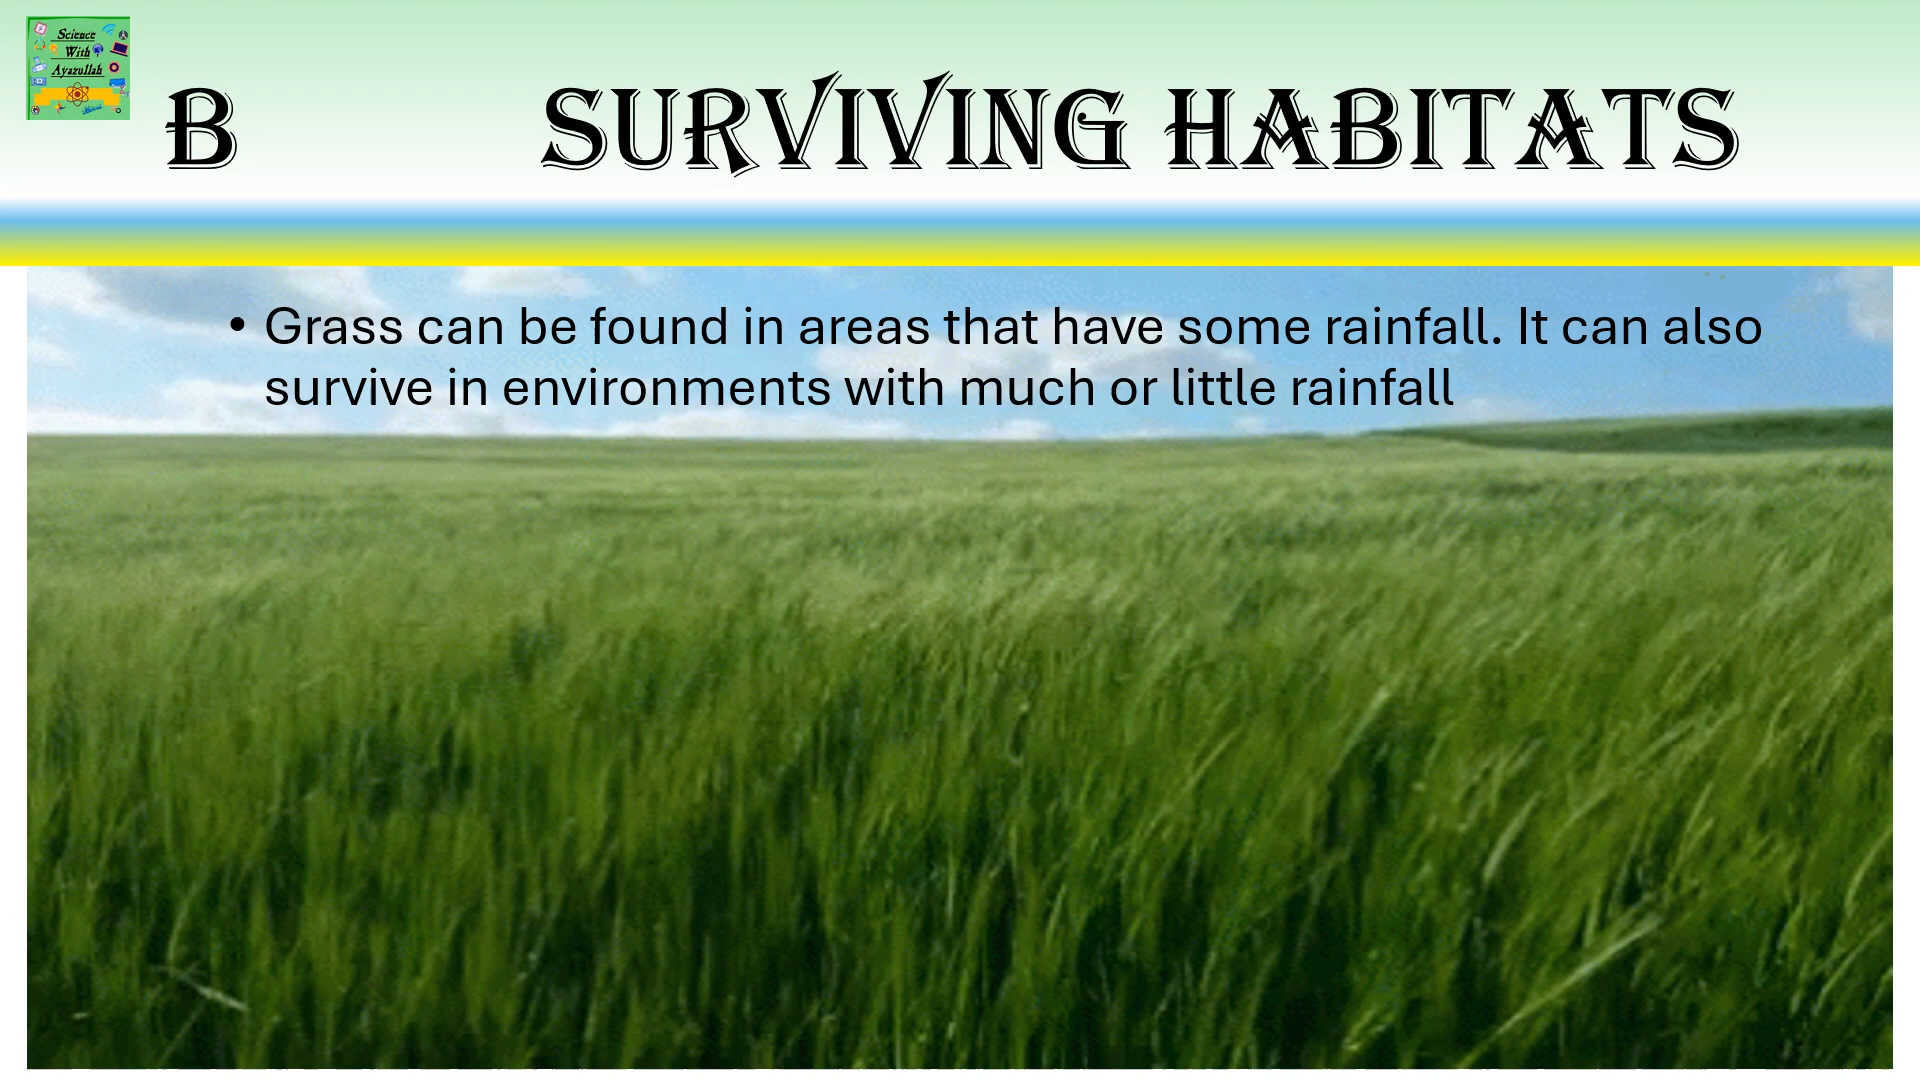 Science
With
Ayazullah
B SURVIVING HABITATS
• Grass can be found in areas that have some rainfall. It can also
survive in environments with much or little rainfall